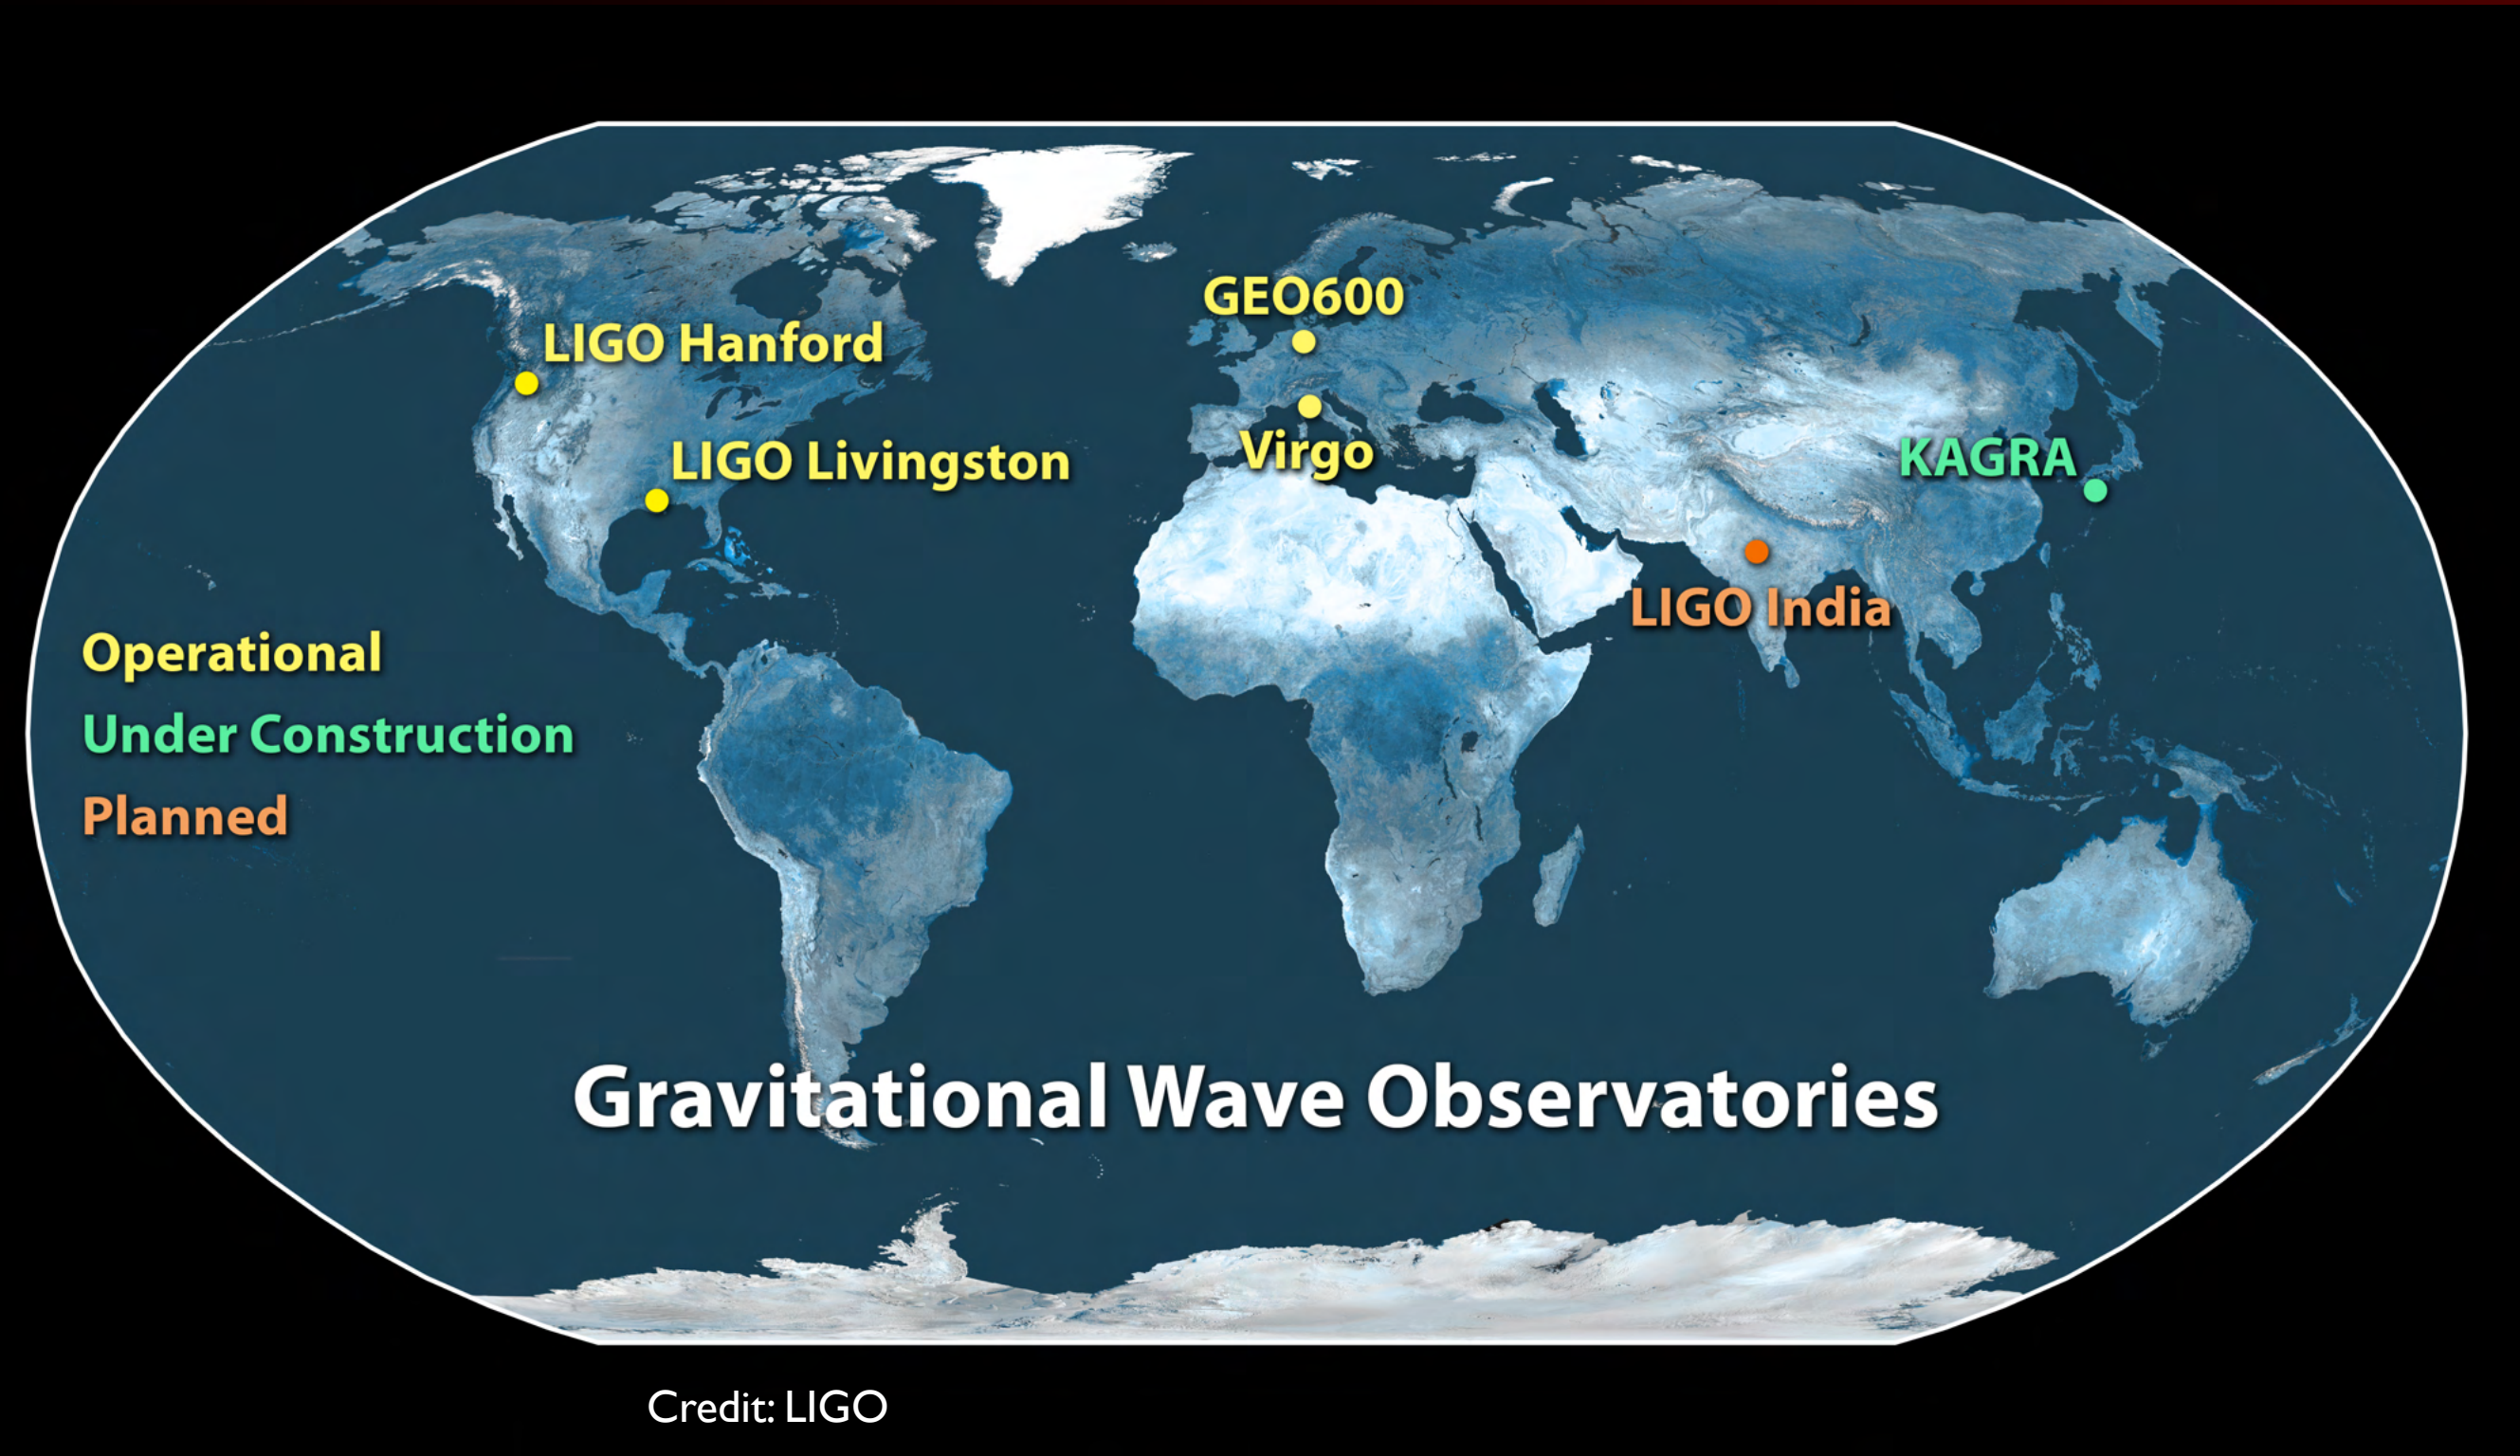 GEO600
LIGO Hanford
Virgo
LIGO Livingston
KAGRA
LIGO India
Operational
Under Construction
Planned
Gravitational Wave Observatories
Credit: LIGO